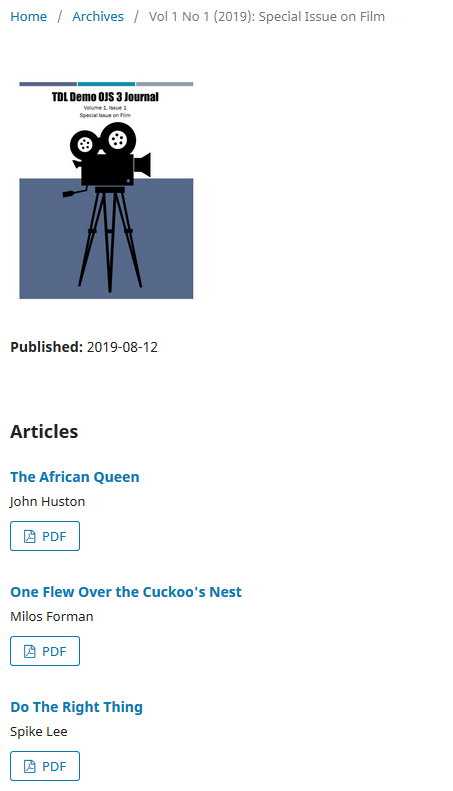 Home / Archives / Vol 1 No 1 (2019): Special Issue on Film
TDL Demo OJS 3 Journal
Volume 1, Issue 1
Special Issue on Film
Published: 2019-08-12
Articles
The African Queen
John Huston
PDF
One Flew Over the Cuckoo's Nest
Milos Forman
PDF
Do The Right Thing
Spike Lee
PDF